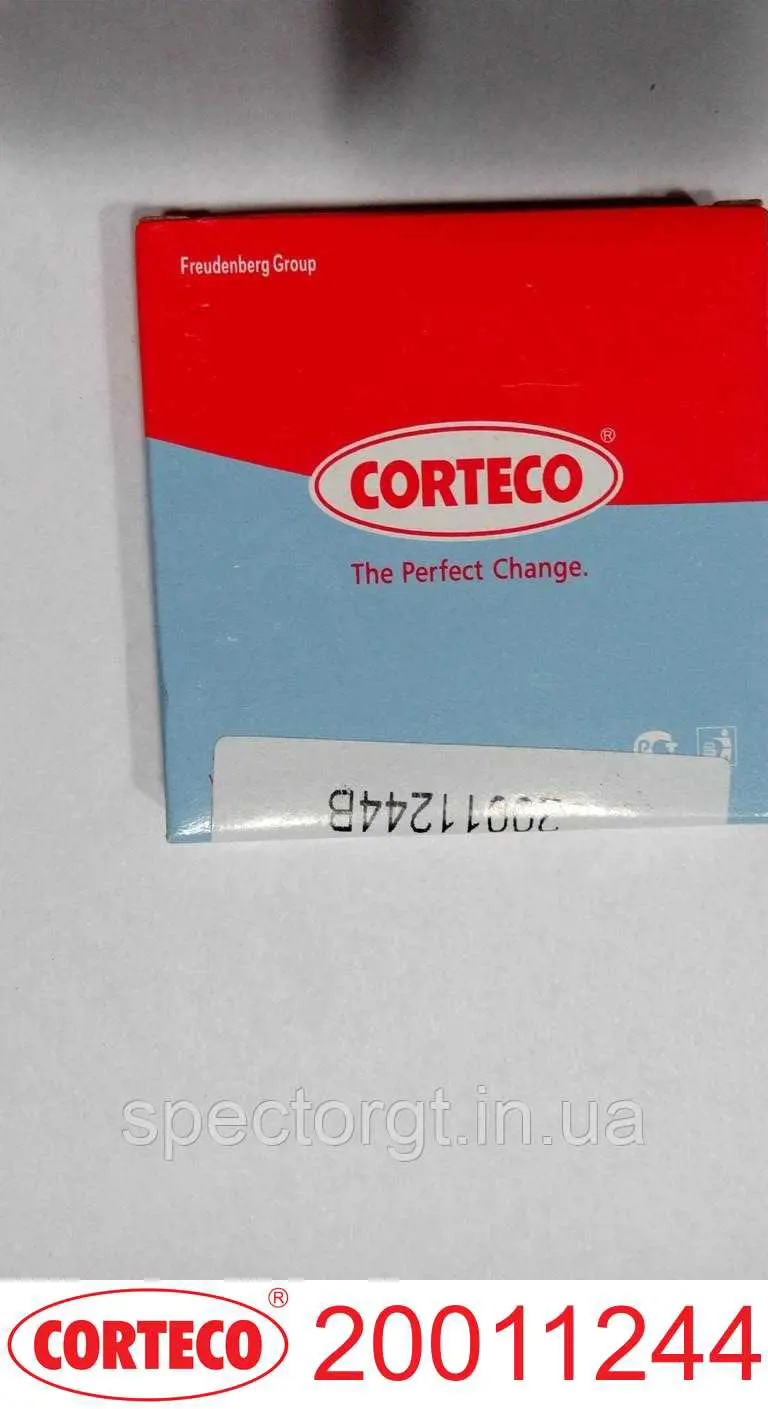 Freudenberg Group
CORTECO®
The Perfect Change.
20011244B
spectorgt.in.ua
CORTECO® 20011244